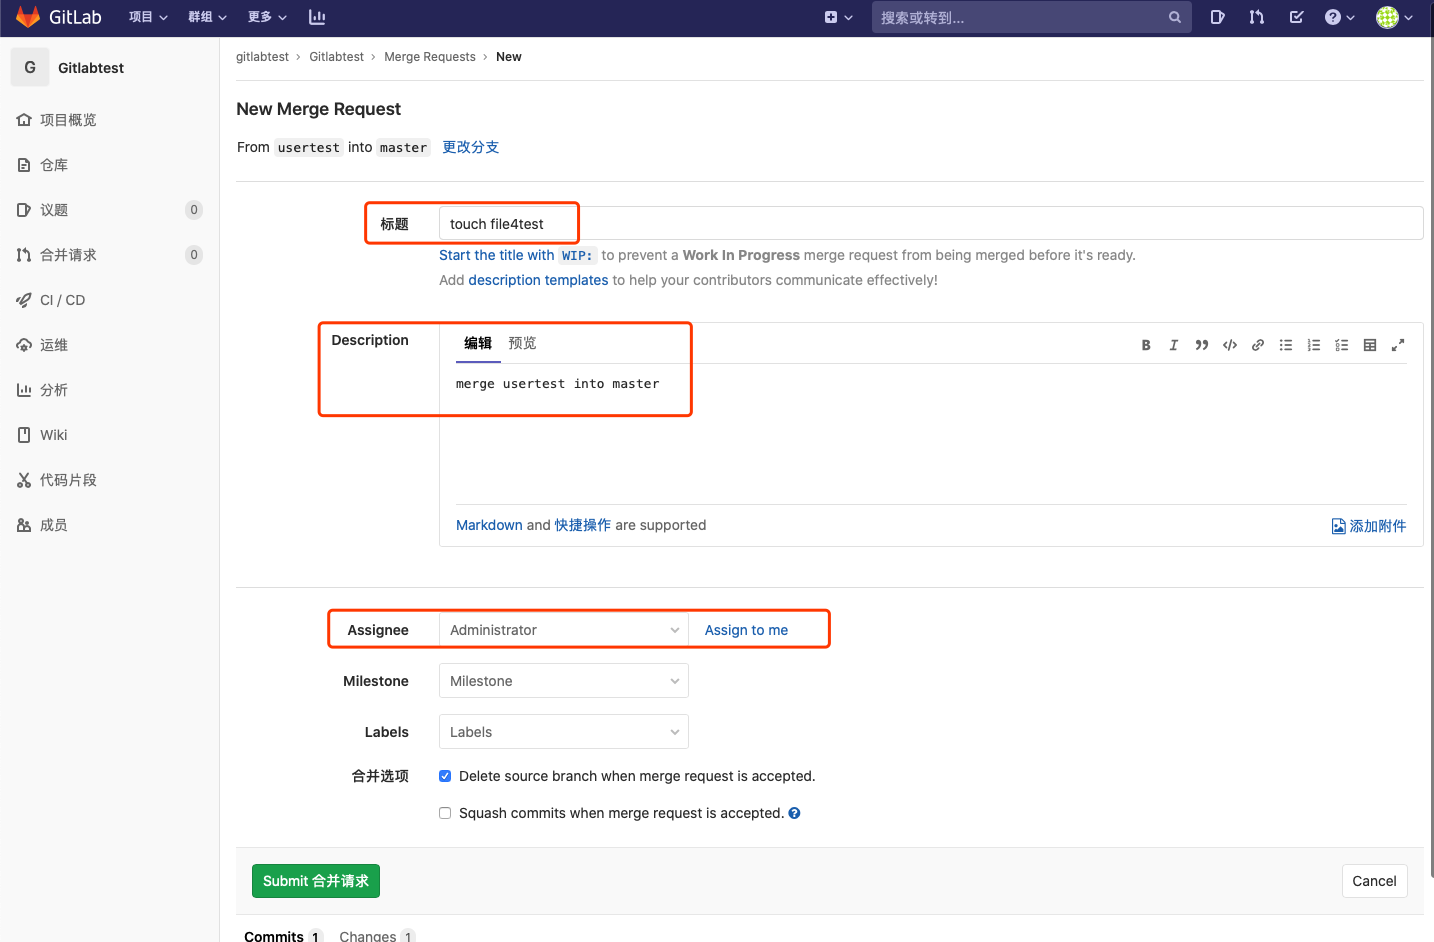 GitLab 项目 群组 更多 搜索或转到...
G Gitlabtest
项目概览
仓库
议题 0
合并请求 0
CI / CD
运维
分析
Wiki
代码片段
成员
gitlabtest › Gitlabtest › Merge Requests › New
New Merge Request
From usertest into master 更改分支
标题 touch file4test
Start the title with WIP: to prevent a Work In Progress merge request from being merged before it's ready.
Add description templates to help your contributors communicate effectively!
Description 编辑 预览
merge usertest into master
Markdown and 快捷操作 are supported 添加附件
Assignee Administrator Assign to me
Milestone Milestone
Labels Labels
合并选项 Delete source branch when merge request is accepted.
Squash commits when merge request is accepted.
Submit 合并请求 Cancel
Commits 1 Changes 1